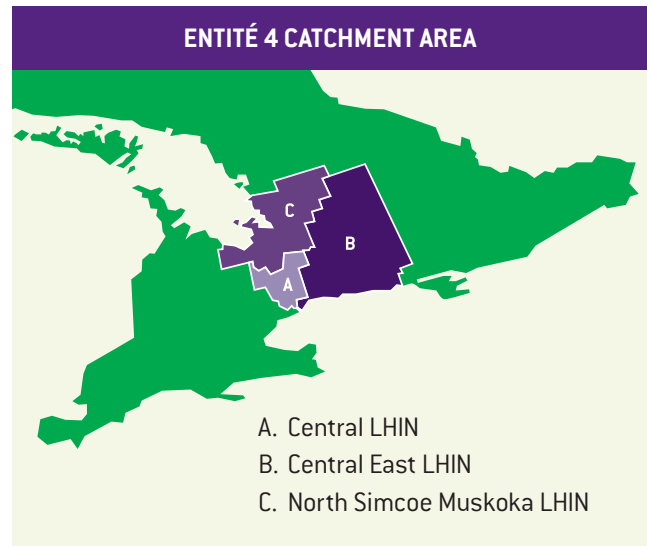 ENTITÉ 4 CATCHMENT AREA
C
B
A
A. Central LHIN
B. Central East LHIN
C. North Simcoe Muskoka LHIN